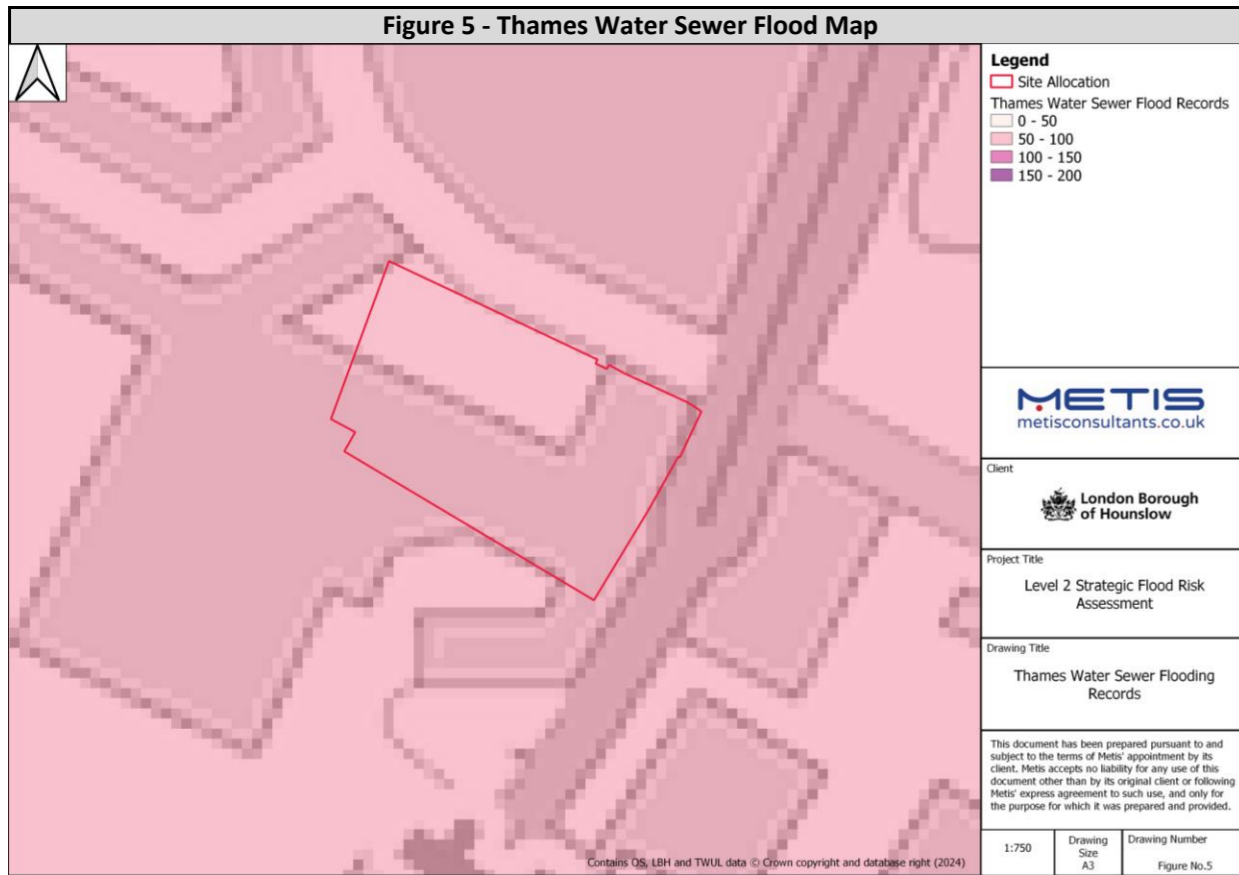 Figure 5 - Thames Water Sewer Flood Map
Legend
Site Allocation
Thames Water Sewer Flood Records
0 - 50
50 - 100
100 - 150
150 - 200
METIS
metisconsultants.co.uk
Client
London Borough
of Hounslow
Project Title
Level 2 Strategic Flood Risk
Assessment
Drawing Title
Thames Water Sewer Flooding
Records
This document has been prepared pursuant to and
subject to the terms of Metis' appointment by its
client. Metis accepts no liability for any use of this
document other than by its original client or following
Metis' express agreement to such use, and only for
the purpose for which it was prepared and provided.
1:750
Drawing
Size
A3
Drawing Number
Figure No.5
Contains OS, LBH and TWUL data © Crown copyright and database right (2024)